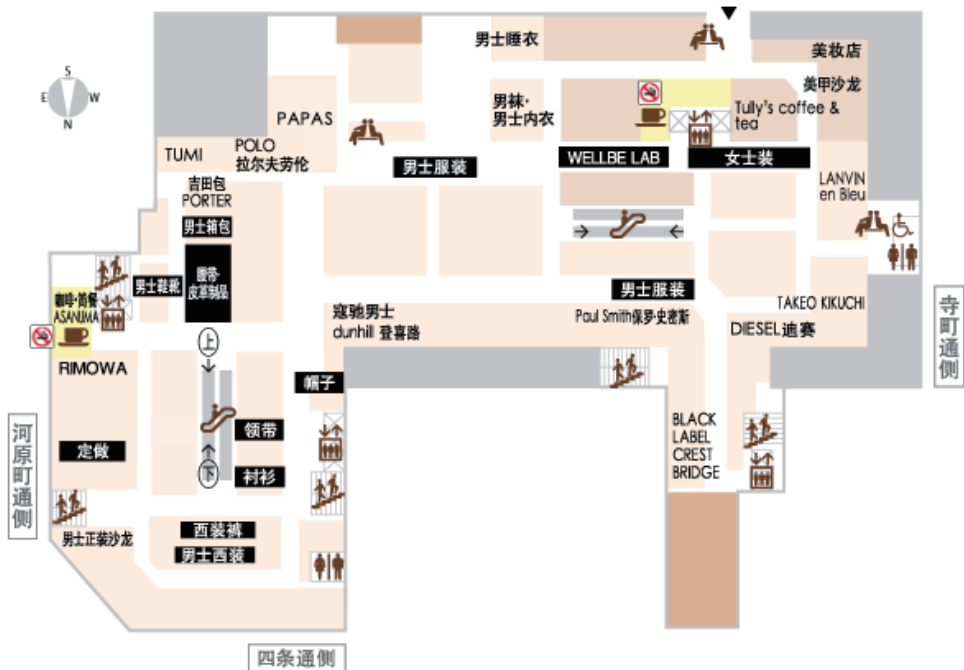 S
E
W
N
男士睡衣
美妆店
美甲沙龙
Tully's coffee &
tea
男袜·
男士内衣
PAPAS
TUMI
POLO
拉尔夫劳伦
男士服装
WELLBE LAB
女士装
LANVIN
en Bleu
吉田包
PORTER
男士箱包
男士鞋靴
腰带·
皮革制品
咖啡·简餐
ASANUMA
男士服装
TAKEO KIKUCHI
寇驰男士
dunhill 登喜路
Paul Smith保罗·史密斯
DIESEL迪赛
寺町通侧
RIMOWA
上
帽子
领带
定做
下
衬衫
BLACK
LABEL
CREST
BRIDGE
河原町通侧
西装裤
男士正装沙龙
男士西装
四条通侧